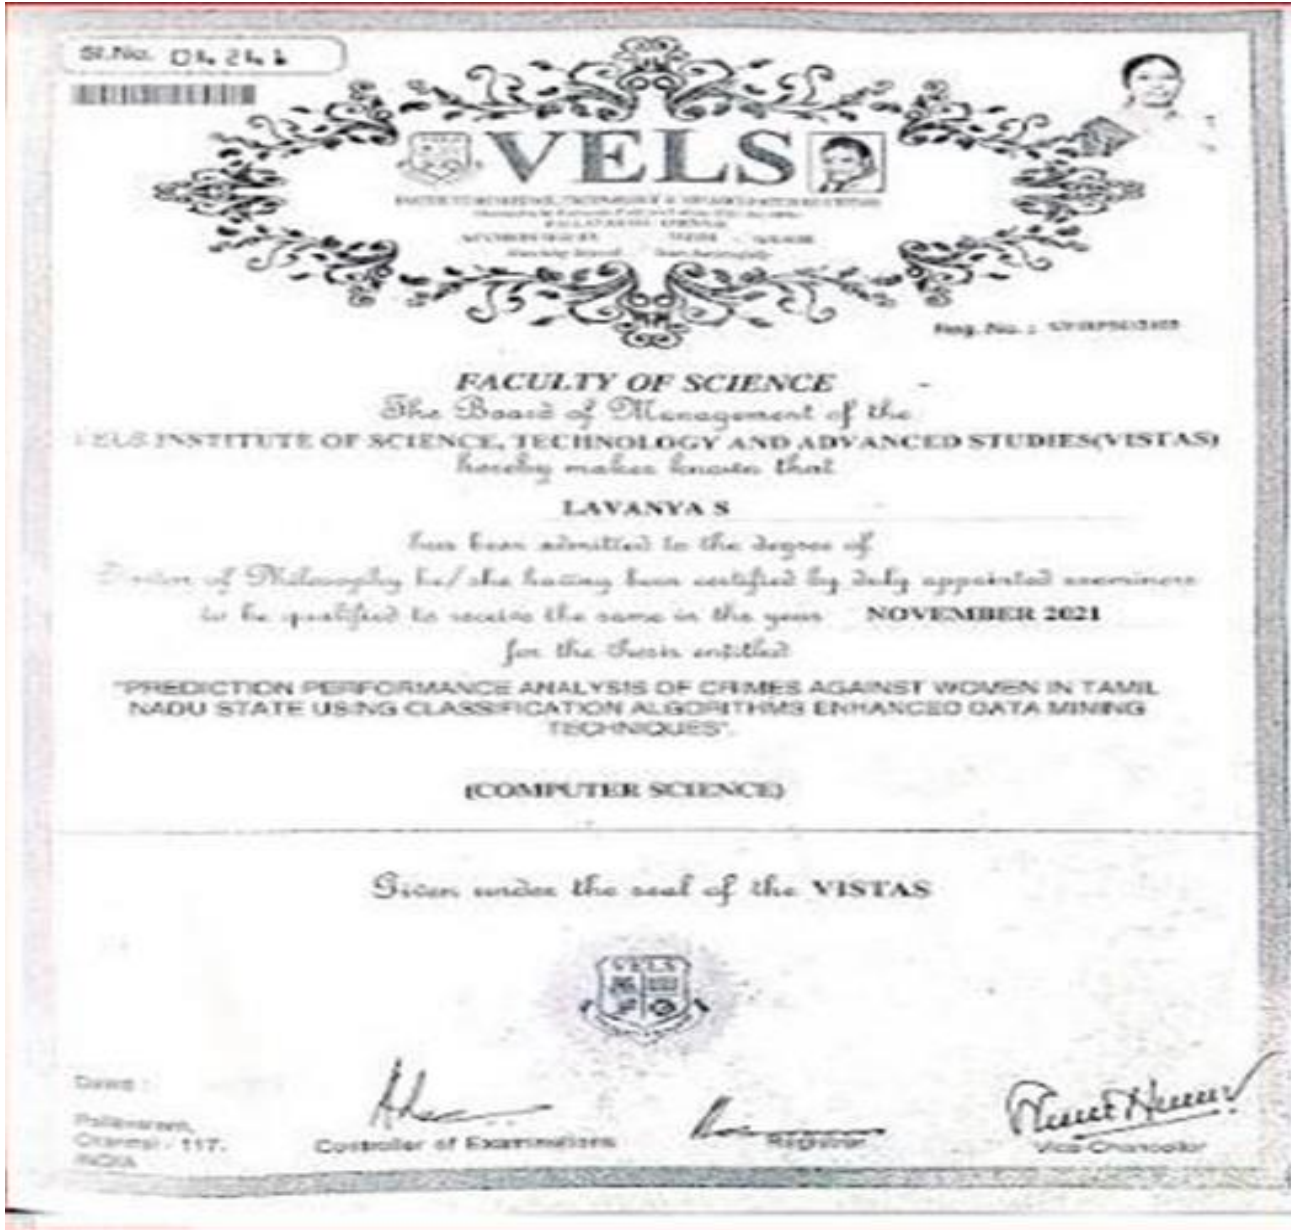 Sl.No.
VELS
Reg. No. :
FACULTY OF SCIENCE
The Board of Management of the
VELS INSTITUTE OF SCIENCE, TECHNOLOGY AND ADVANCED STUDIES(VISTAS)
hereby makes known that
LAVANYA S
has been admitted to the degree of
Doctor of Philosophy he/she having been certified by duly appointed examiners
to be qualified to receive the same in the year NOVEMBER 2021
for the thesis entitled
"PREDICTION PERFORMANCE ANALYSIS OF CRIMES AGAINST WOMEN IN TAMIL
NADU STATE USING CLASSIFICATION ALGORITHMS ENHANCED DATA MINING
TECHNIQUES".
(COMPUTER SCIENCE)
Given under the seal of the VISTAS
VELS
Dated :
Pallavaram,
Chennai - 117.
INDIA
Controller of Examinations
Registrar
Vice-Chancellor